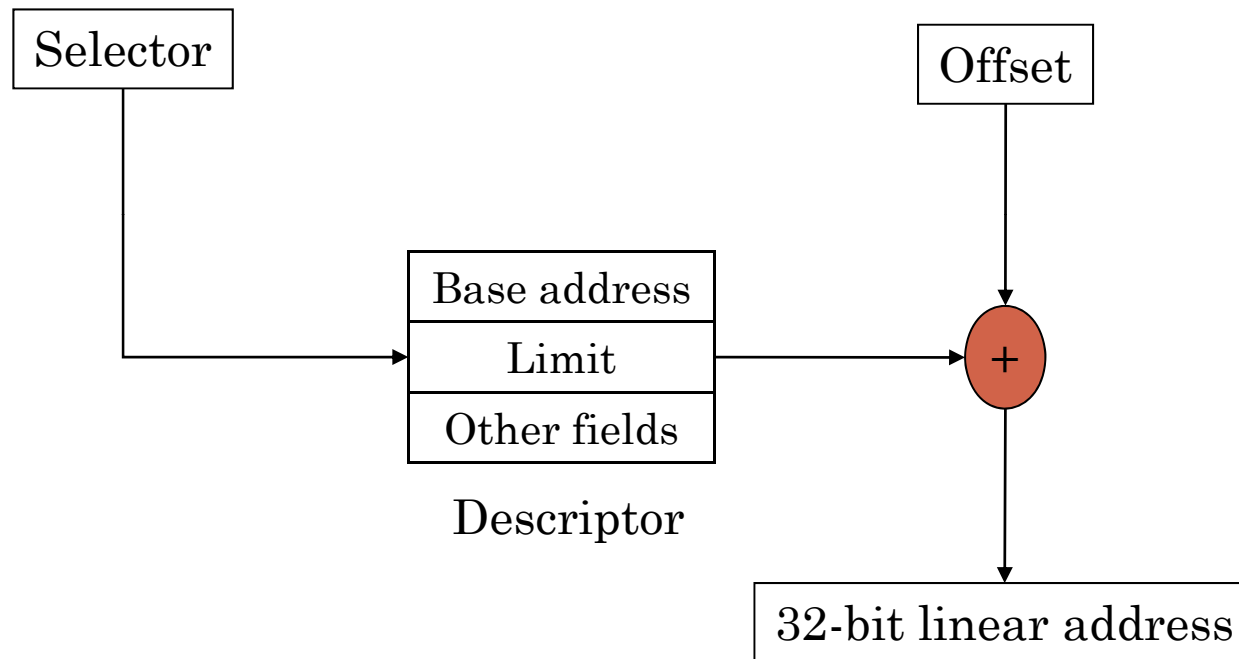 Selector
Offset
Base address
Limit
+
Other fields
Descriptor
32-bit linear address